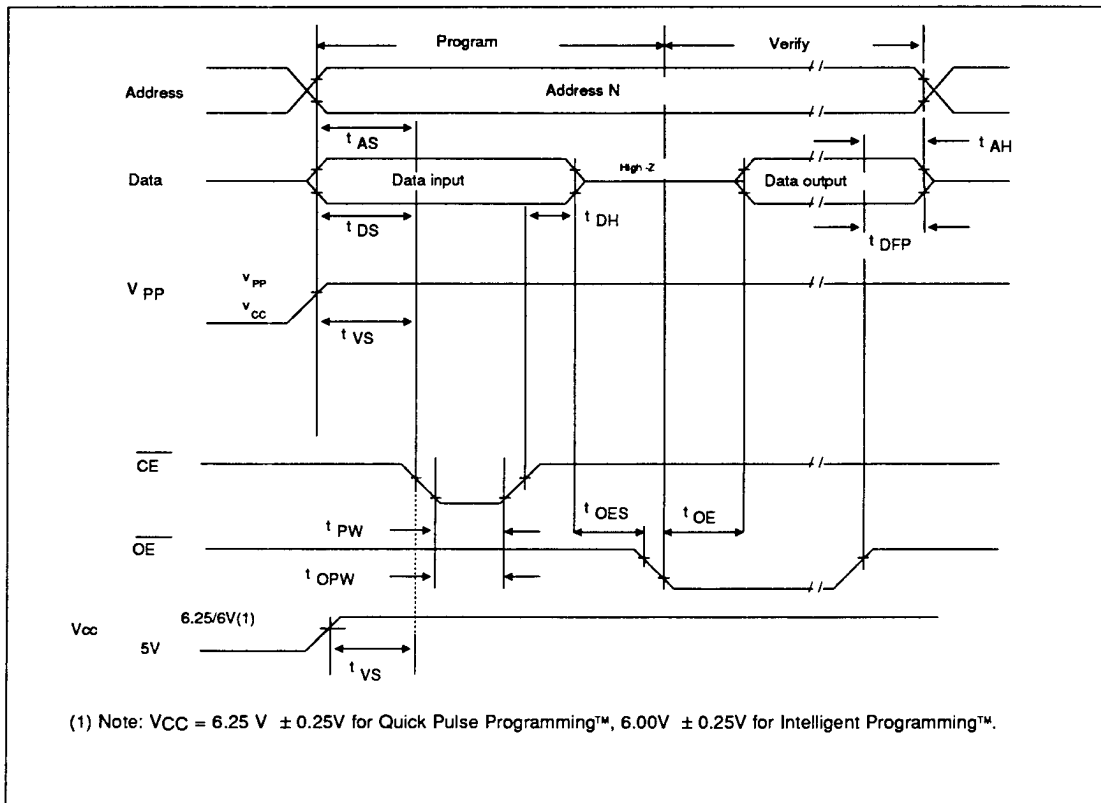 Program
Verify
Address
Address N
t AS
t AH
Data
Data input
High -Z
Data output
t DS
t DH
t DFP
V PP
V PP
V CC
t VS
CE
t PW
t OES
t OE
OE
t OPW
Vcc
6.25/6V(1)
5V
t VS
(1) Note: VCC = 6.25 V ± 0.25V for Quick Pulse Programming™, 6.00V ± 0.25V for Intelligent Programming™.